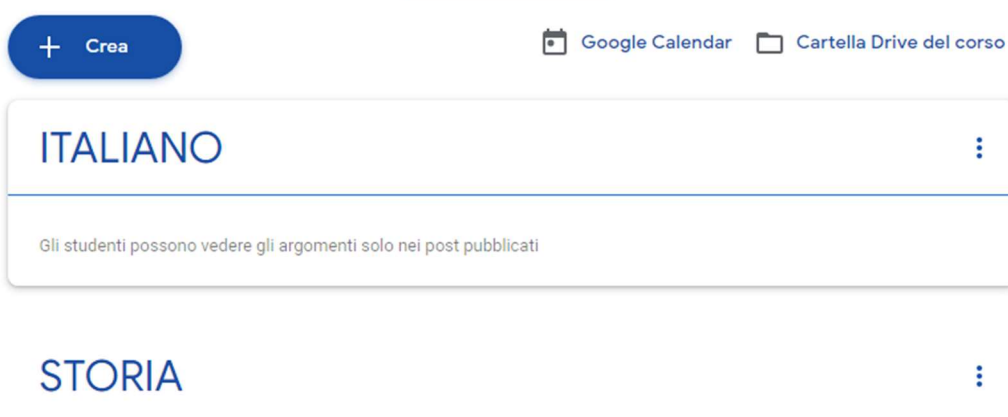 Crea
Google Calendar
Cartella Drive del corso
ITALIANO
Gli studenti possono vedere gli argomenti solo nei post pubblicati
STORIA